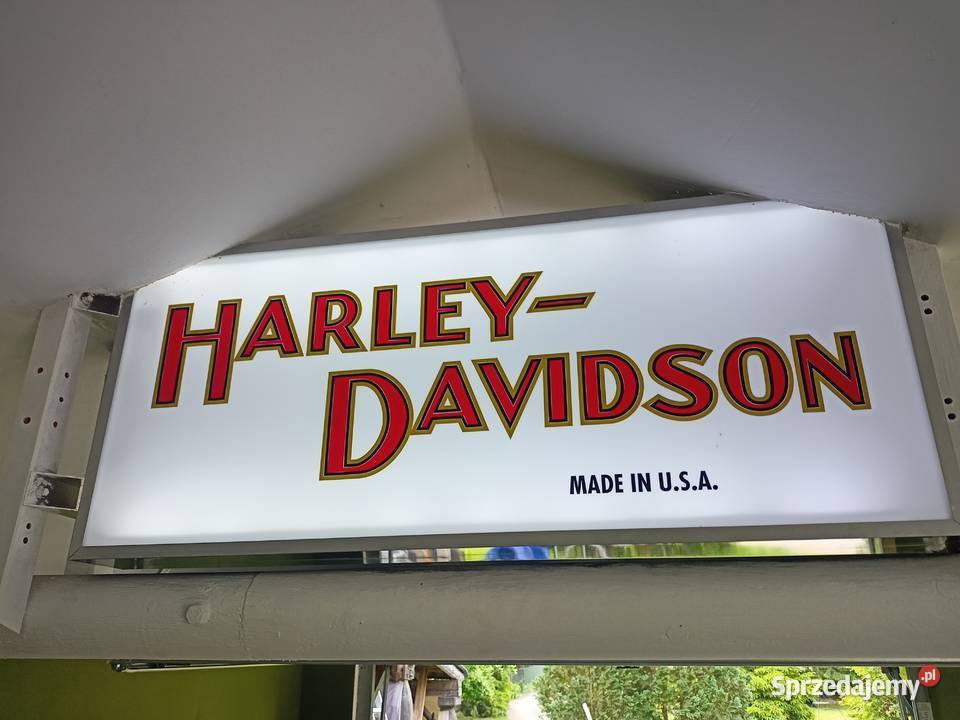 HARLEY-
DAVIDSON
MADE IN U.S.A.
Sprzedajemy.pl